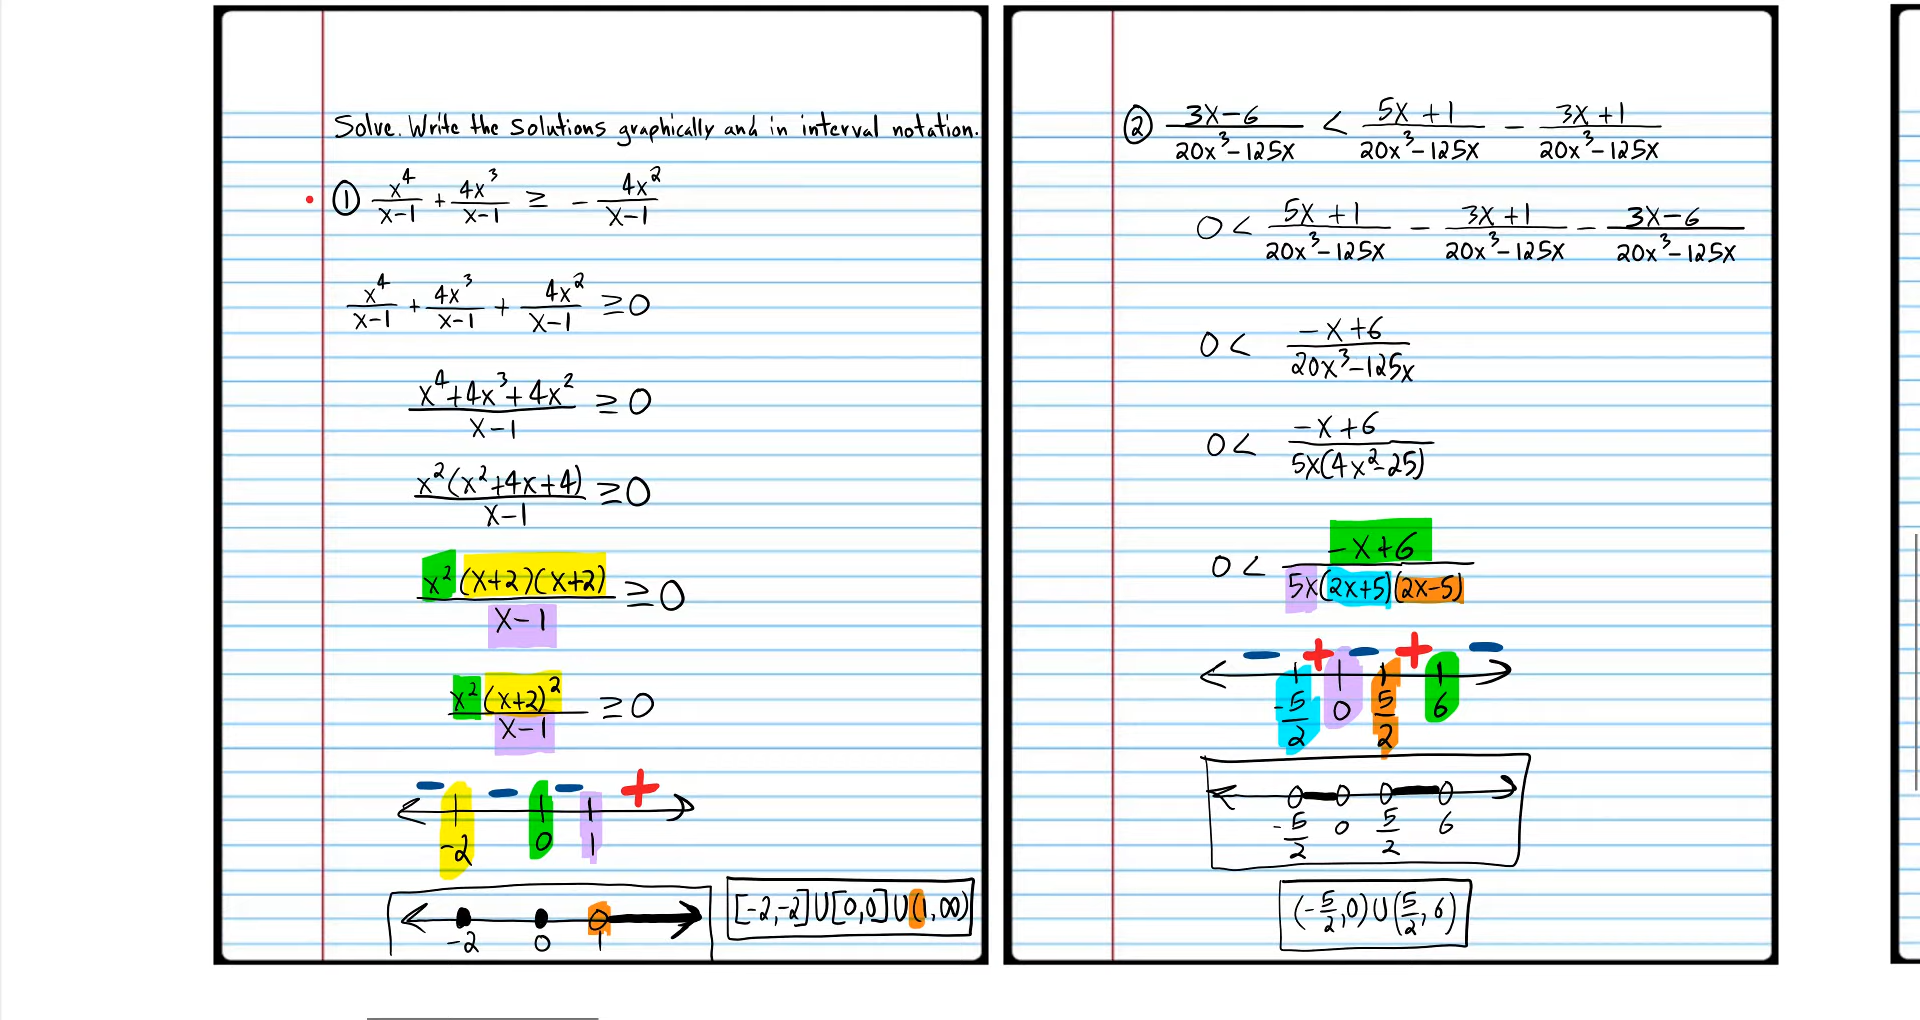 Solve. Write the solutions graphically and in interval notation.
① x⁴/(x-1) + 4x³/(x-1) ≥ - 4x²/(x-1)
x⁴/(x-1) + 4x³/(x-1) + 4x²/(x-1) ≥ 0
(x⁴+4x³+4x²)/(x-1) ≥ 0
x²(x²+4x+4)/(x-1) ≥ 0
x²(x+2)(x+2)/(x-1) ≥ 0
x²(x+2)²/(x-1) ≥ 0
- - - +
-2 0 1
-2 0 1
[-2,-2]∪[0,0]∪(1,∞)
② (3x-6)/(20x³-125x) < (5x+1)/(20x³-125x) - (3x+1)/(20x³-125x)
0 < (5x+1)/(20x³-125x) - (3x+1)/(20x³-125x) - (3x-6)/(20x³-125x)
0 < (-x+6)/(20x³-125x)
0 < (-x+6)/(5x(4x²-25))
0 < (-x+6)/(5x(2x+5)(2x-5))
- + - + -
-5/2 0 5/2 6
-5/2 0 5/2 6
(-5/2,0)∪(5/2,6)